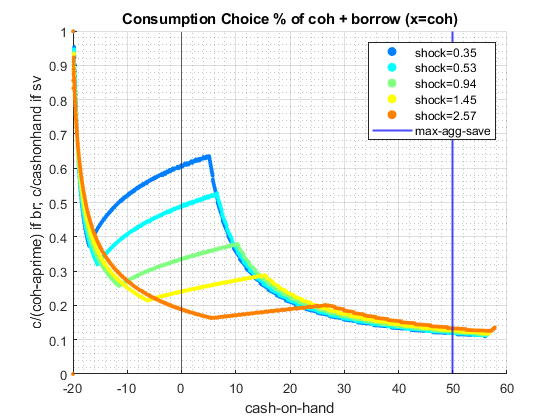 Consumption Choice % of coh + borrow (x=coh)
c/(coh-aprime) if br, c/cashonhand if sv
1
0.9
0.8
0.7
0.6
0.5
0.4
0.3
0.2
0.1
0
shock=0.35
shock=0.53
shock=0.94
shock=1.45
shock=2.57
max-agg-save
-20 -10 0 10 20 30 40 50 60
cash-on-hand